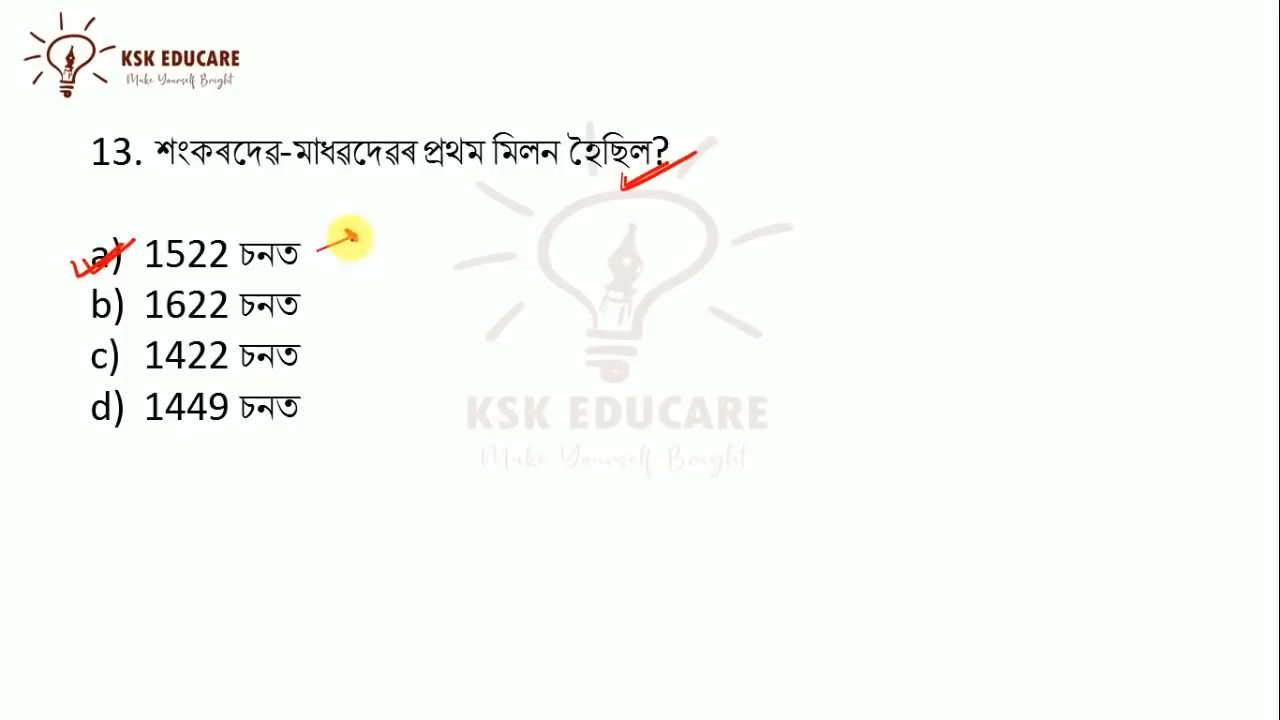 KSK EDUCARE
Make Yourself Bright
13. শংকৰদেৱ-মাধৱদেৱৰ প্ৰথম মিলন হৈছিল?
a) 1522 চনত
b) 1622 চনত
c) 1422 চনত
d) 1449 চনত
KSK EDUCARE
Make Yourself Bright